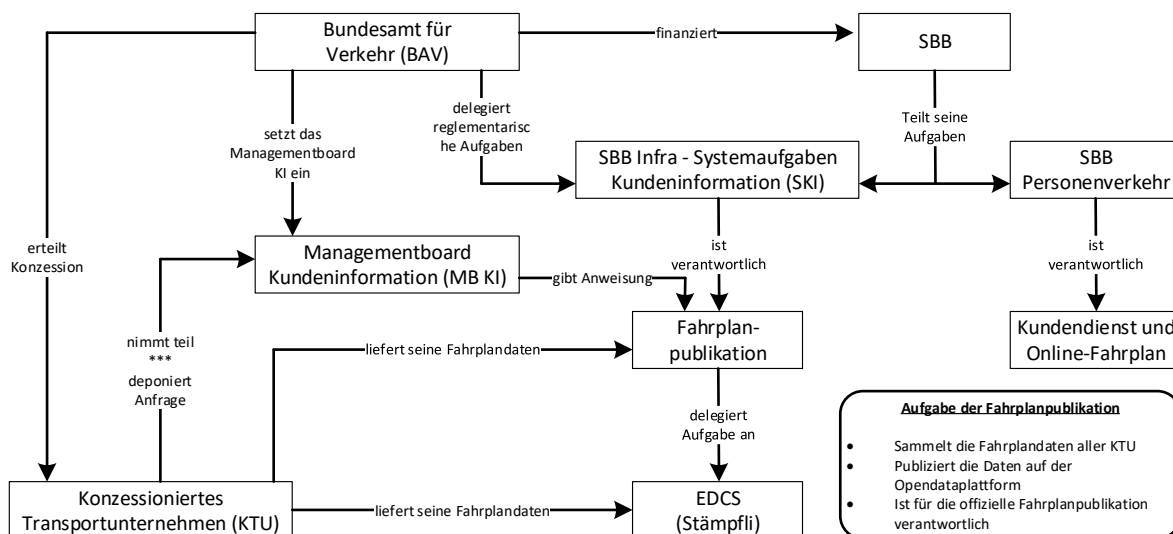 Bundesamt für
Verkehr (BAV)
finanziert
SBB
delegiert
reglementarisc
he Aufgaben
Teilt seine
Aufgaben
setzt das
Managementboard
KI ein
SBB Infra - Systemaufgaben
Kundeninformation (SKI)
SBB
Personenverkehr
erteilt
Konzession
Managementboard
Kundeninformation (MB KI)
gibt Anweisung
ist
verantwortlich
ist
verantwortlich
nimmt teil
***
deponiert
Anfrage
liefert seine Fahrplandaten
Fahrplan-
publikation
Kundendienst und
Online-Fahrplan
delegiert
Aufgabe an
Konzessioniertes
Transportunternehmen (KTU)
liefert seine Fahrplandaten
EDCS
(Stämpfli)
Aufgabe der Fahrplanpublikation
• Sammelt die Fahrplandaten aller KTU
• Publiziert die Daten auf der
Opendataplattform
• Ist für die offizielle Fahrplanpublikation
verantwortlich